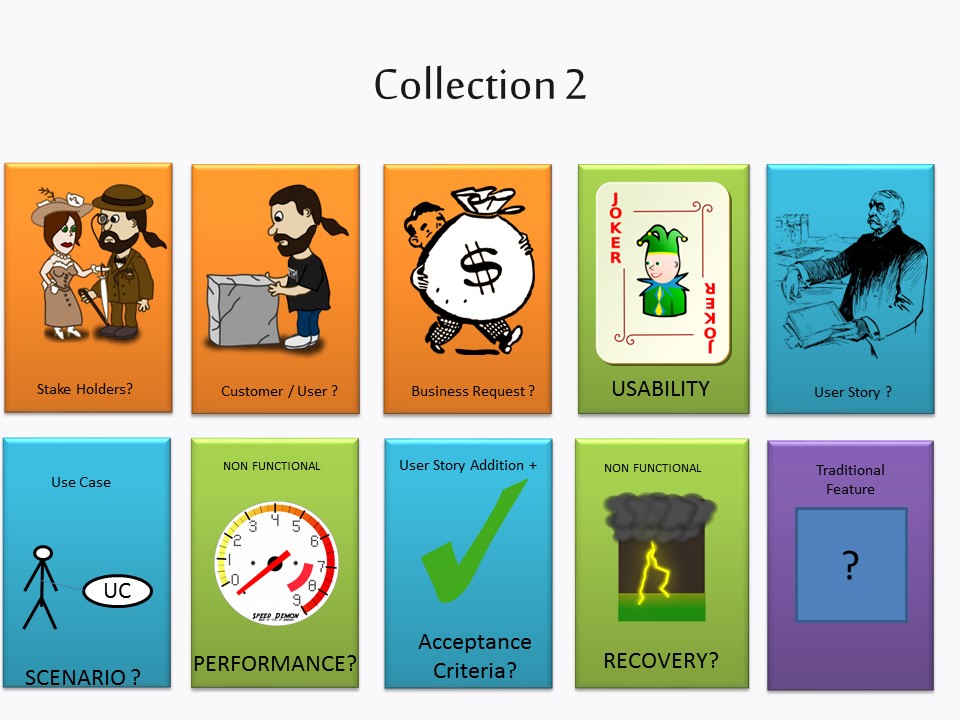 Collection 2
JOKER
JOKER
$
Stake Holders?
Customer / User ?
Business Request ?
USABILITY
User Story ?
Use Case
UC
SCENARIO ?
NON FUNCTIONAL
0 1 2 3 4 5 6 7 8 9
SPEED DEMON
PERFORMANCE?
User Story Addition +
Acceptance
Criteria?
NON FUNCTIONAL
RECOVERY?
Traditional
Feature
?